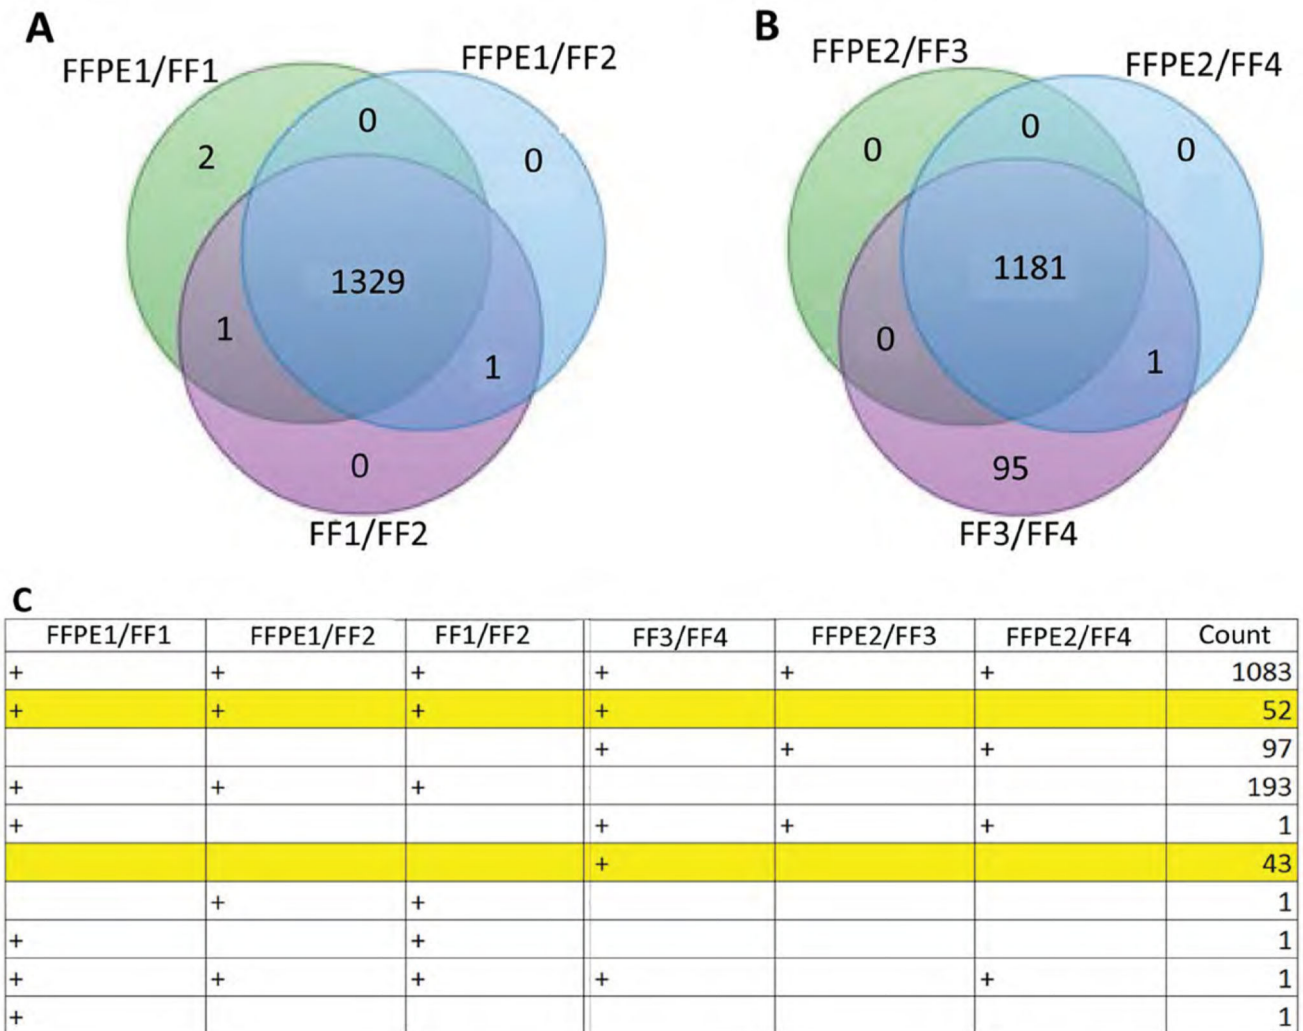 A
FFPE1/FF1
FFPE1/FF2
0
2
0
1329
1
1
0
FF1/FF2
B
FFPE2/FF3
FFPE2/FF4
0
0
0
1181
0
1
95
FF3/FF4
C
FFPE1/FF1 FFPE1/FF2 FF1/FF2 FF3/FF4 FFPE2/FF3 FFPE2/FF4 Count
+ + + + + + 1083
+ + + + 52
+ + + 97
+ + + 193
+ + + + 1
+ 43
+ + 1
+ + 1
+ + + + + 1
+ 1